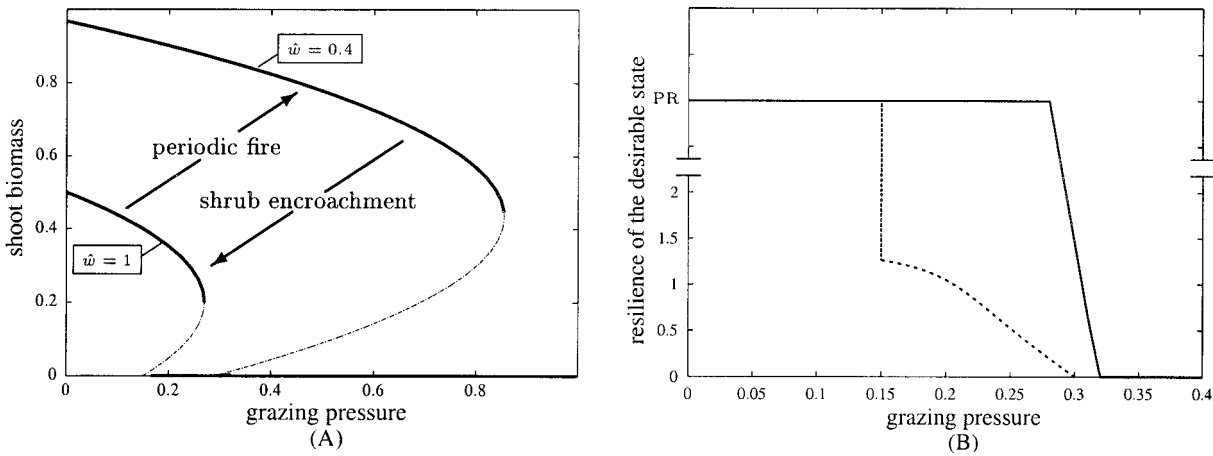 ŵ = 0.4
periodic fire
shrub encroachment
ŵ = 1
shoot biomass
0.8
0.6
0.4
0.2
0
0
0.2
0.4
0.6
0.8
grazing pressure
(A)
resilience of the desirable state
PR
2
1.5
1
0.5
0
0
0.05
0.1
0.15
0.2
0.25
0.3
0.35
0.4
grazing pressure
(B)